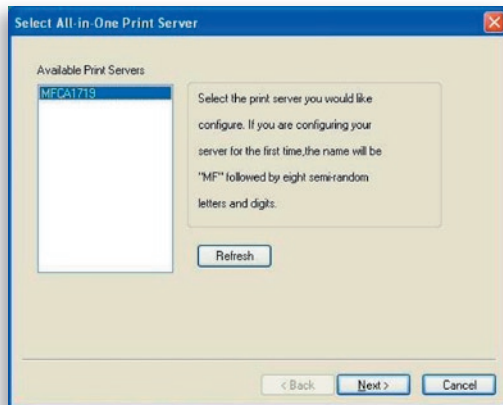 Select All-in-One Print Server
Available Print Servers
MFCA1719
Select the print server you would like
configure. If you are configuring your
server for the first time,the name will be
"MF" followed by eight semi-random
letters and digits.
Refresh
< Back
Next >
Cancel